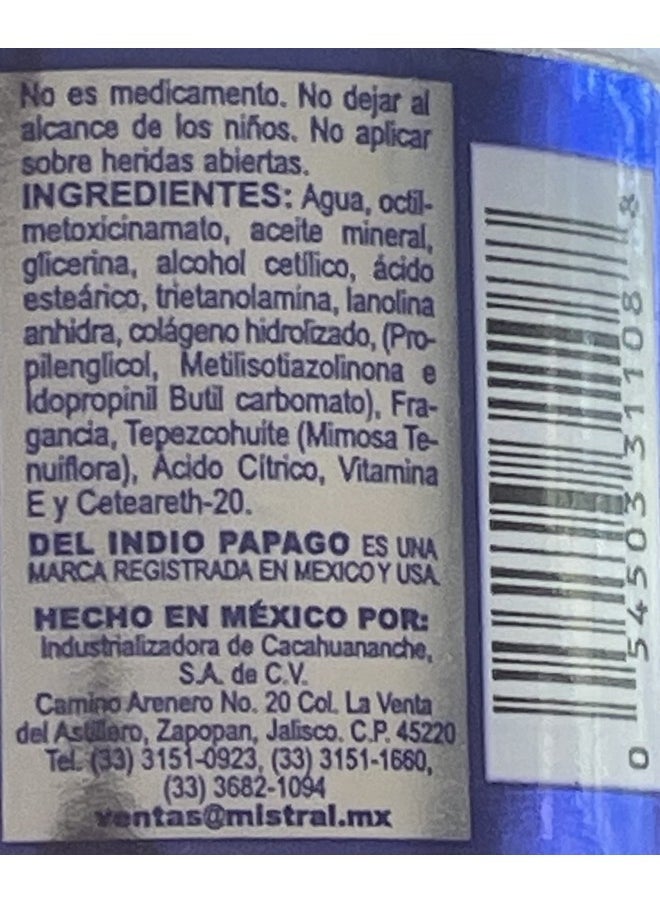 No es medicamento. No dejar al
alcance de los niños. No aplicar
sobre heridas abiertas.
INGREDIENTES: Agua, octil-
metoxicinamato, aceite mineral,
glicerina, alcohol cetílico, ácido
esteárico, trietanolamina, lanolina
anhidra, colágeno hidrolizado, (Pro-
pilenglicol, Metilisotiazolinona e
Idopropinil Butil carbomato), Fra-
gancia, Tepezcohuite (Mimosa Te-
nuiflora), Ácido Cítrico, Vitamina
E y Ceteareth-20.
DEL INDIO PAPAGO ES UNA
MARCA REGISTRADA EN MEXICO Y USA.
HECHO EN MÉXICO POR:
Industrializadora de Cacahuananche,
S.A. de C.V.
Camino Arenero No. 20 Col. La Venta
del Astillero, Zapopan, Jalisco. C.P. 45220
Tel. (33) 3151-0923, (33) 3151-1660,
(33) 3682-1094
ventas@mistral.mx
0 54503 31108 8